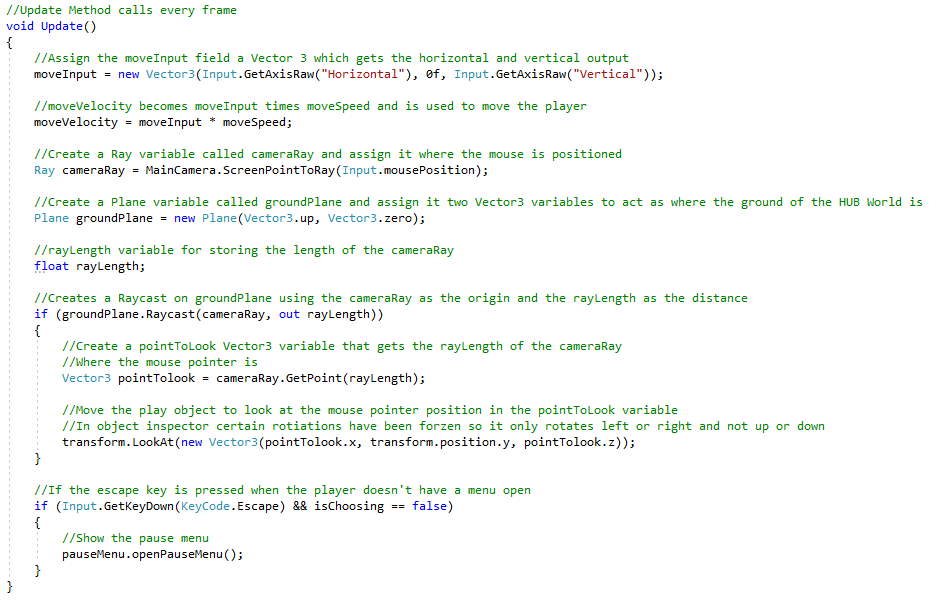 //Update Method calls every frame
void Update()
{
//Assign the moveInput field a Vector 3 which gets the horizontal and vertical output
moveInput = new Vector3(Input.GetAxisRaw("Horizontal"), 0f, Input.GetAxisRaw("Vertical"));
//moveVelocity becomes moveInput times moveSpeed and is used to move the player
moveVelocity = moveInput * moveSpeed;
//Create a Ray variable called cameraRay and assign it where the mouse is positioned
Ray cameraRay = MainCamera.ScreenPointToRay(Input.mousePosition);
//Create a Plane variable called groundPlane and assign it two Vector3 variables to act as where the ground of the HUB World is
Plane groundPlane = new Plane(Vector3.up, Vector3.zero);
//rayLength variable for storing the length of the cameraRay
float rayLength;
//Creates a Raycast on groundPlane using the cameraRay as the origin and the rayLength as the distance
if (groundPlane.Raycast(cameraRay, out rayLength))
{
//Create a pointToLook Vector3 variable that gets the rayLength of the cameraRay
//Where the mouse pointer is
Vector3 pointTolook = cameraRay.GetPoint(rayLength);
//Move the play object to look at the mouse pointer position in the pointToLook variable
//In object inspector certain rotiations have been forzen so it only rotates left or right and not up or down
transform.LookAt(new Vector3(pointTolook.x, transform.position.y, pointTolook.z));
}
//If the escape key is pressed when the player doesn't have a menu open
if (Input.GetKeyDown(KeyCode.Escape) && isChoosing == false)
{
//Show the pause menu
pauseMenu.openPauseMenu();
}
}